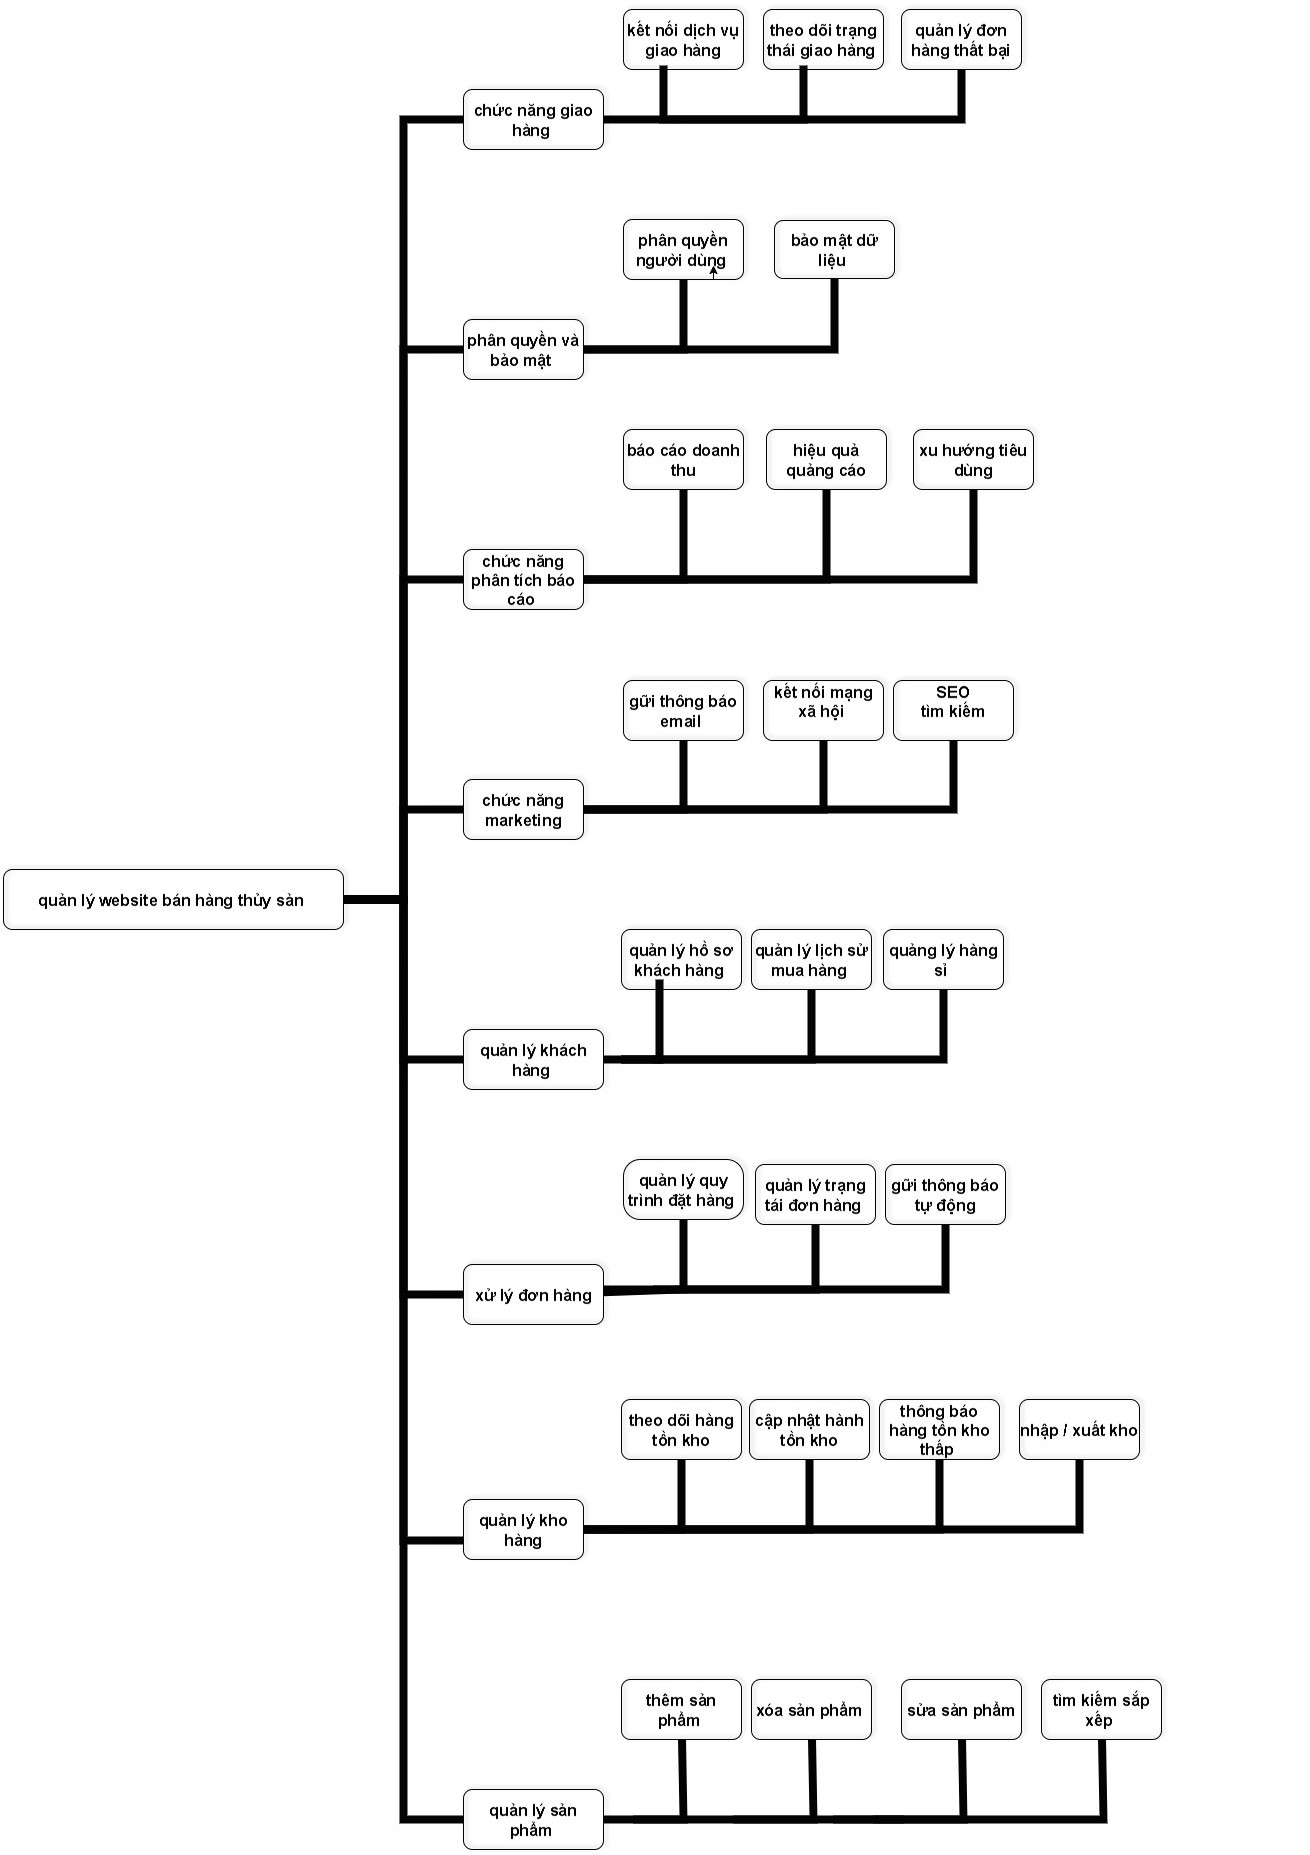 kết nối dịch vụ
giao hàng
theo dõi trạng
thái giao hàng
quản lý đơn
hàng thất bại
chức năng giao
hàng
phân quyền
người dùng
bảo mật dữ
liệu
phân quyền và
bảo mật
báo cáo doanh
thu
hiệu quả
quảng cáo
xu hướng tiêu
dùng
chức năng
phân tích báo
cáo
gữi thông báo
email
kết nối mạng
xã hội
SEO
tìm kiếm
chức năng
marketing
quản lý website bán hàng thủy sản
quản lý hồ sơ
khách hàng
quản lý lịch sử
mua hàng
quảng lý hàng
sỉ
quản lý khách
hàng
quản lý quy
trình đặt hàng
quản lý trạng
tái đơn hàng
gữi thông báo
tự động
xử lý đơn hàng
theo dõi hàng
tồn kho
cập nhật hành
tồn kho
thông báo
hàng tồn kho
thấp
nhập / xuất kho
quản lý kho
hàng
thêm sản
phẩm
xóa sản phẩm
sửa sản phẩm
tìm kiếm sắp
xếp
quản lý sản
phẩm